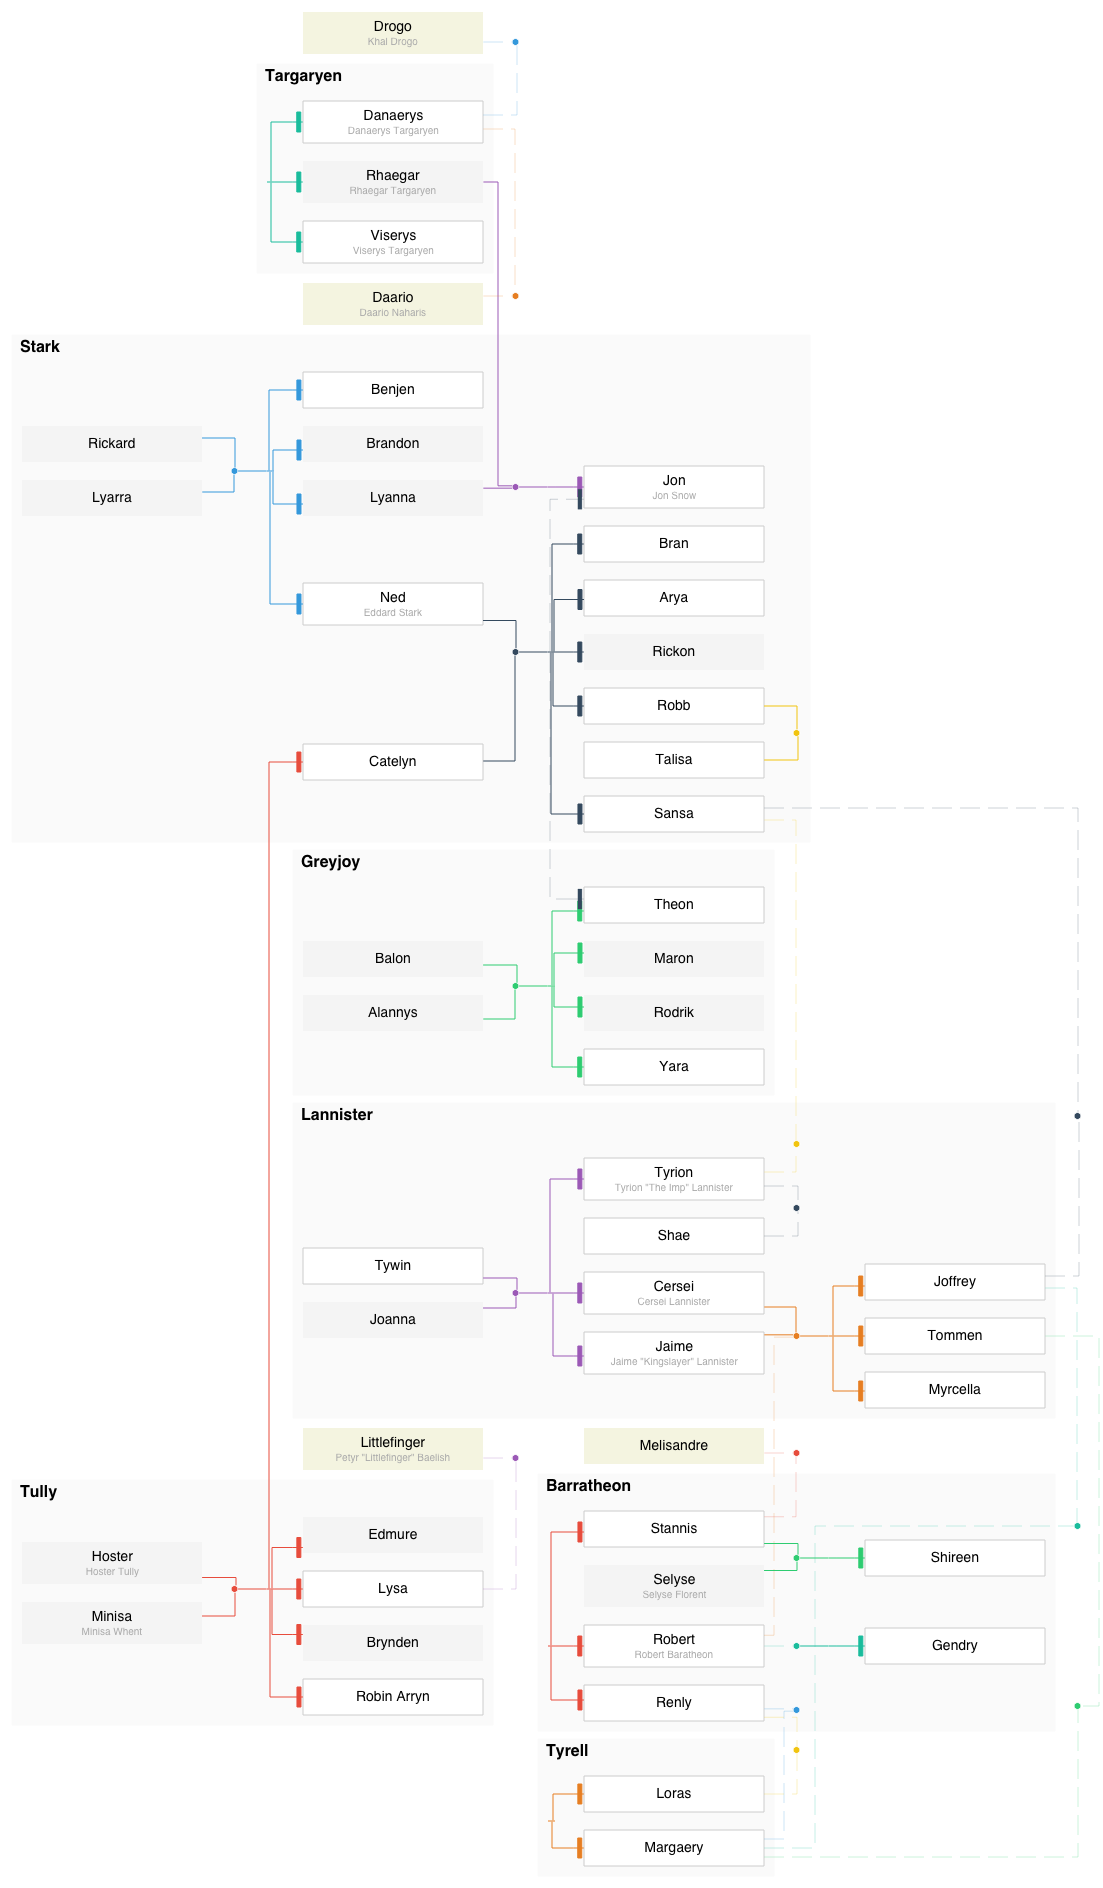 Drogo
Khal Drogo
Targaryen
Danaerys
Danaerys Targaryen
Rhaegar
Rhaegar Targaryen
Viserys
Viserys Targaryen
Daario
Daario Naharis
Stark
Benjen
Rickard
Brandon
Lyarra
Lyanna
Jon
Jon Snow
Bran
Ned
Eddard Stark
Arya
Rickon
Robb
Catelyn
Talisa
Sansa
Greyjoy
Theon
Balon
Maron
Alannys
Rodrik
Yara
Lannister
Tyrion
Tyrion "The Imp" Lannister
Shae
Tywin
Cersei
Cersei Lannister
Joffrey
Joanna
Jaime
Jaime "Kingslayer" Lannister
Tommen
Myrcella
Littlefinger
Petyr "Littlefinger" Baelish
Melisandre
Tully
Barratheon
Edmure
Stannis
Hoster
Hoster Tully
Shireen
Lysa
Selyse
Selyse Florent
Minisa
Minisa Whent
Brynden
Robert
Robert Baratheon
Gendry
Robin Arryn
Renly
Tyrell
Loras
Margaery